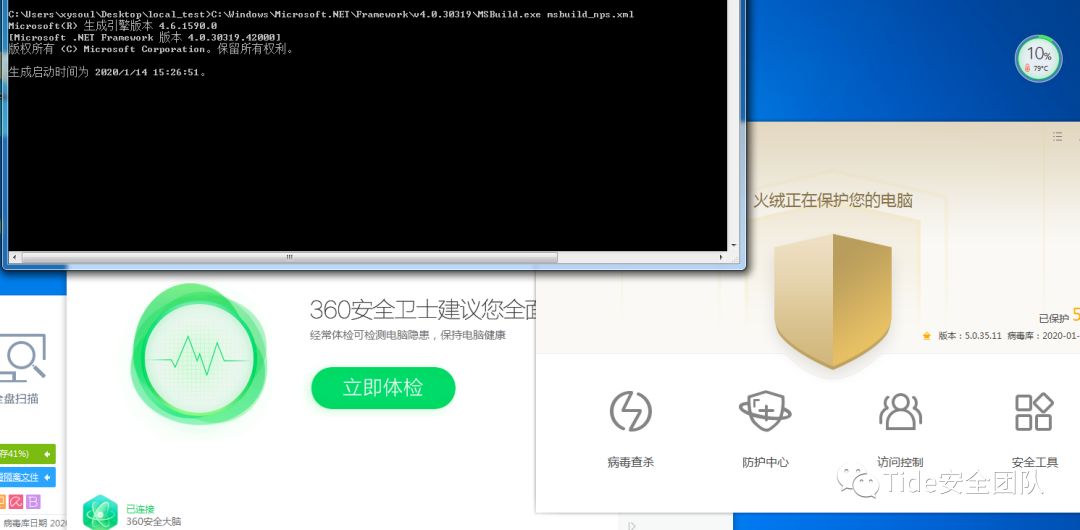 C:\Users\xysoul\Desktop\local_test>C:\Windows\Microsoft.NET\Framework\v4.0.30319\MSBuild.exe msbuild_nps.xml
Microsoft(R) 生成引擎版本 4.6.1590.0
[Microsoft .NET Framework 版本 4.0.30319.42000]
版权所有 (C) Microsoft Corporation。保留所有权利。
生成启动时间为 2020/1/14 15:26:51。
10%
79°C
火绒正在保护您的电脑
已保护 5
版本：5.0.35.11 病毒库：2020-01-
360安全卫士建议您全面
经常体检可检测电脑隐患，保持电脑健康
立即体检
盘扫描
存41%)
隔离文件
病毒库日期 202
已连接
360安全大脑
病毒查杀
防护中心
访问控制
安全工具
Tide安全团队